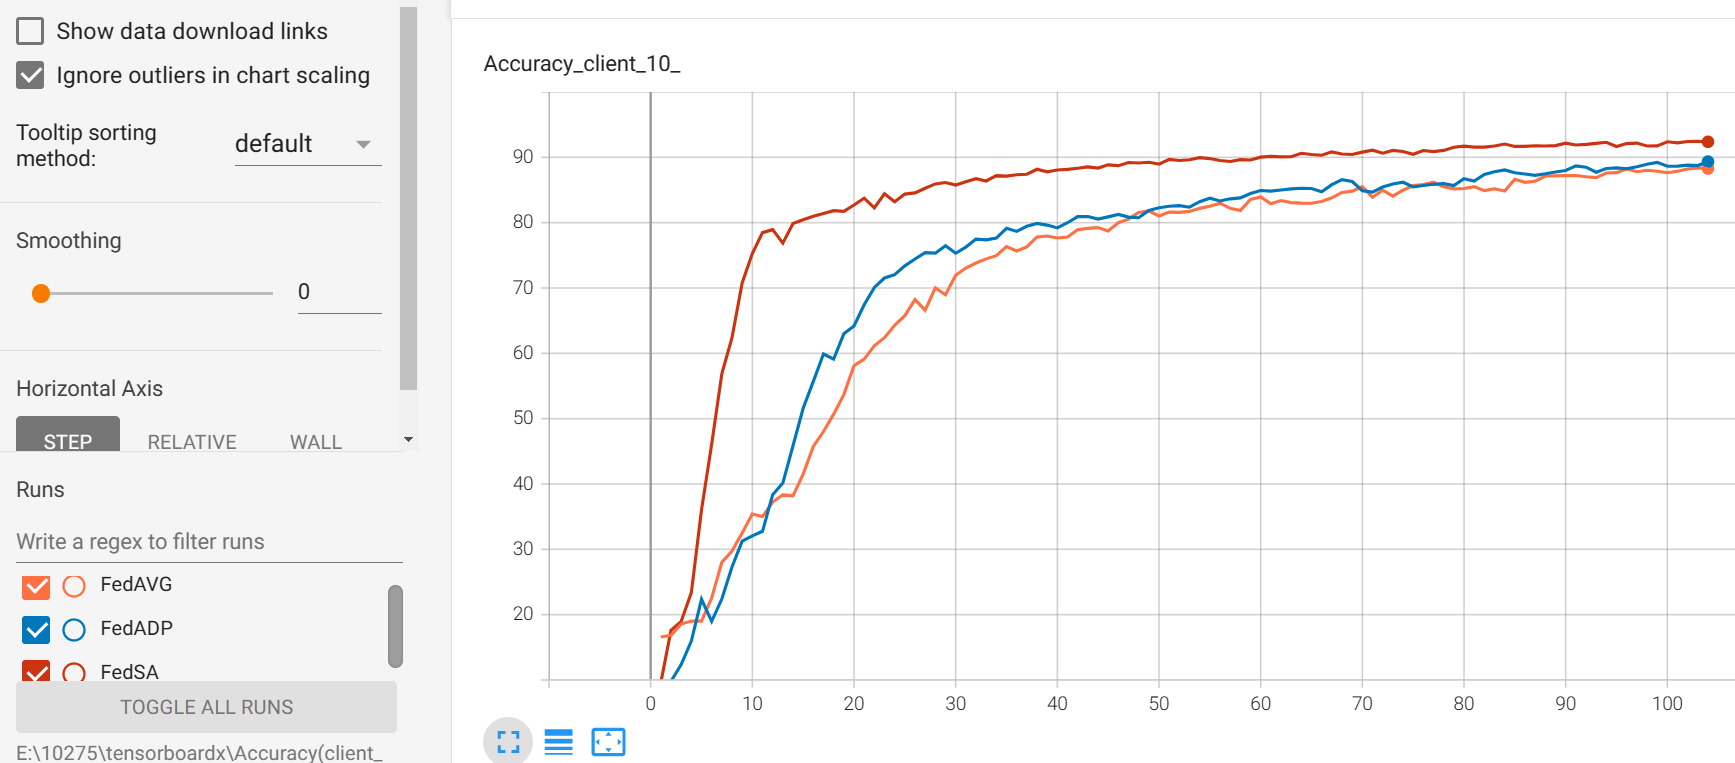 Show data download links
Ignore outliers in chart scaling
Tooltip sorting
method:
default
Smoothing
0
Horizontal Axis
STEP RELATIVE WALL
Runs
Write a regex to filter runs
FedAVG
FedADP
FedSA
TOGGLE ALL RUNS
E:\10275\tensorboardx\Accuracy(client_
Accuracy_client_10_
90
80
70
60
50
40
30
20
0 10 20 30 40 50 60 70 80 90 100